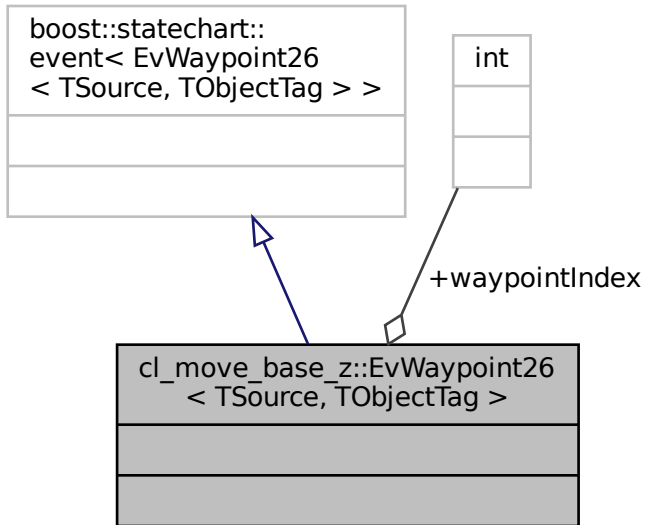 boost::statechart::
event< EvWaypoint26
< TSource, TObjectTag > >
int
+waypointIndex
cl_move_base_z::EvWaypoint26
< TSource, TObjectTag >